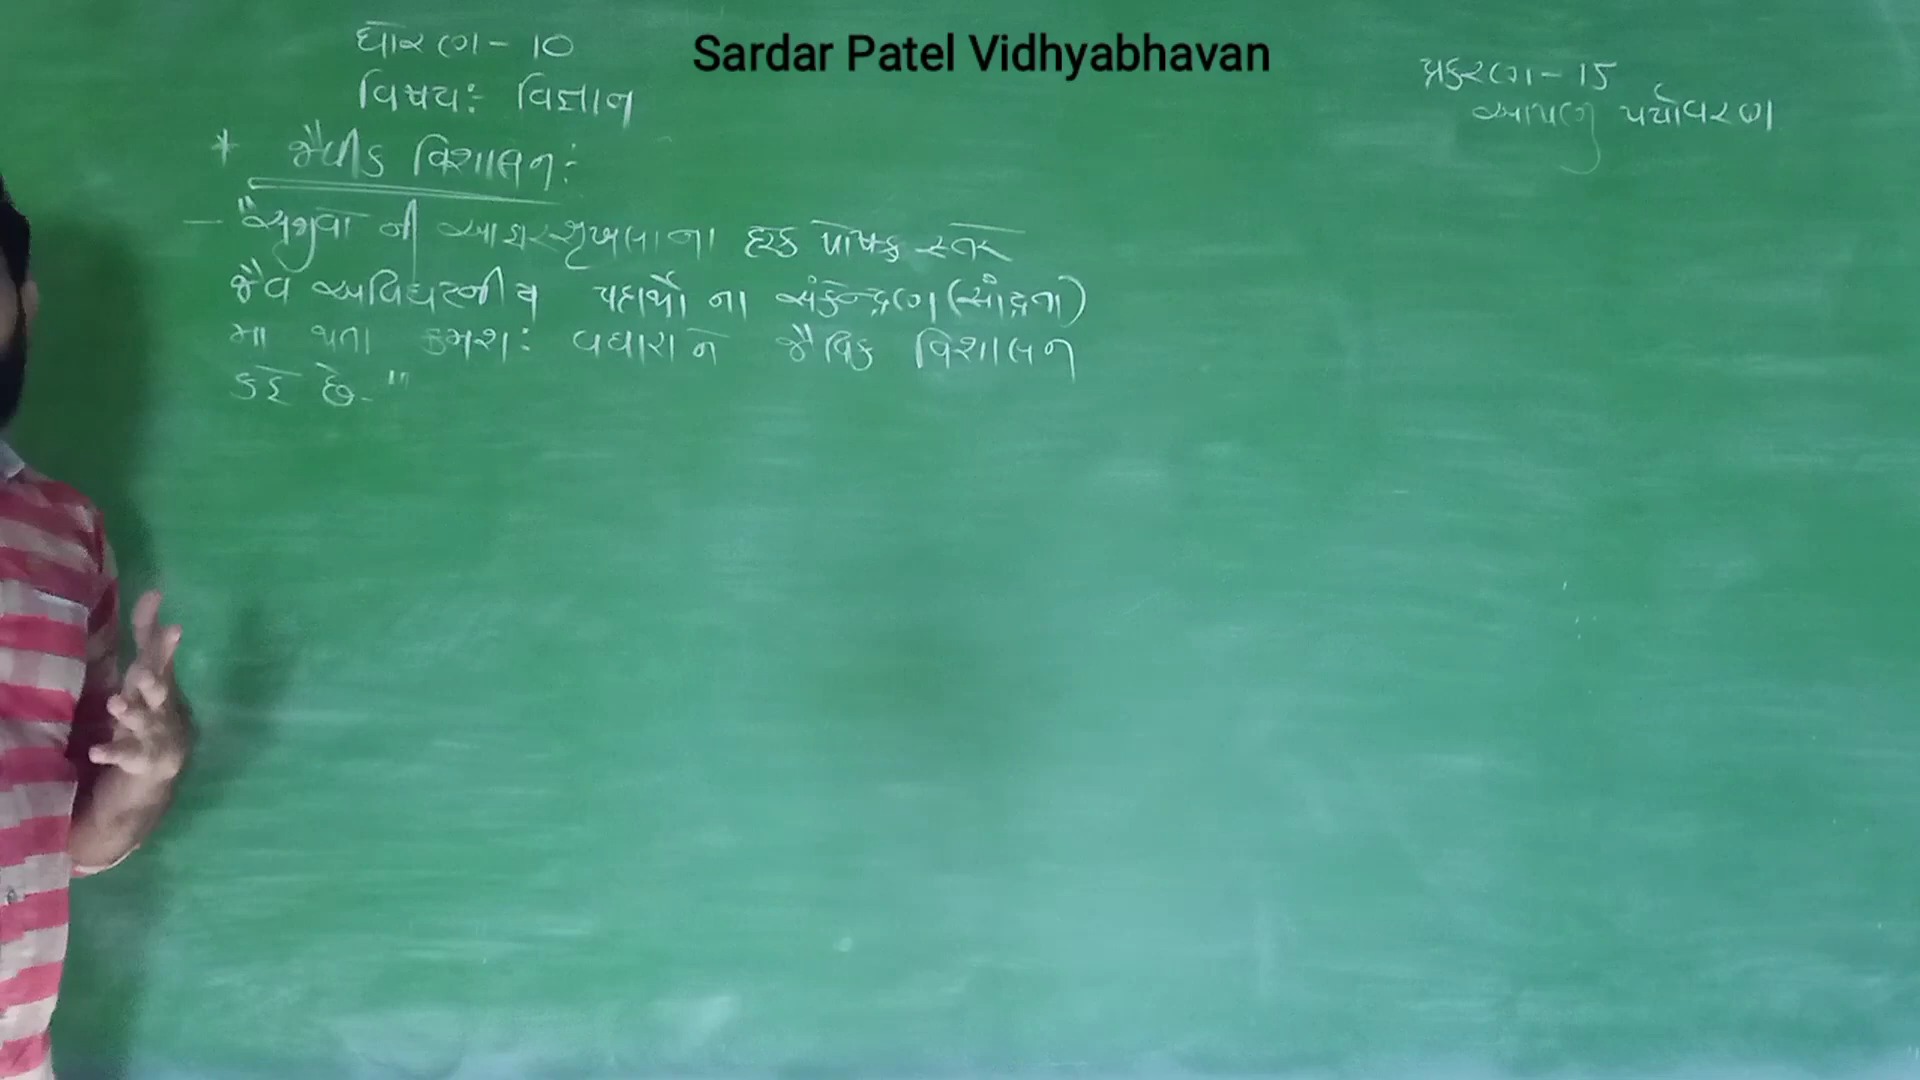 Sardar Patel Vidhyabhavan
ધોરણ - 10
વિષય:- વિજ્ઞાન
પ્રકરણ - 15
આપણુ પર્યાવરણ
* જૈવીક વિશાલન:
- "સજીવો ની આહારશૃંખલાના દરેક પોષક સ્તરે
જૈવ અવિઘટનીય પદાર્થો ના સંકેન્દ્રણ (સાંદ્રતા)
મા થતા ક્રમશ: વધારાને જૈવિક વિશાલન
કહે છે."